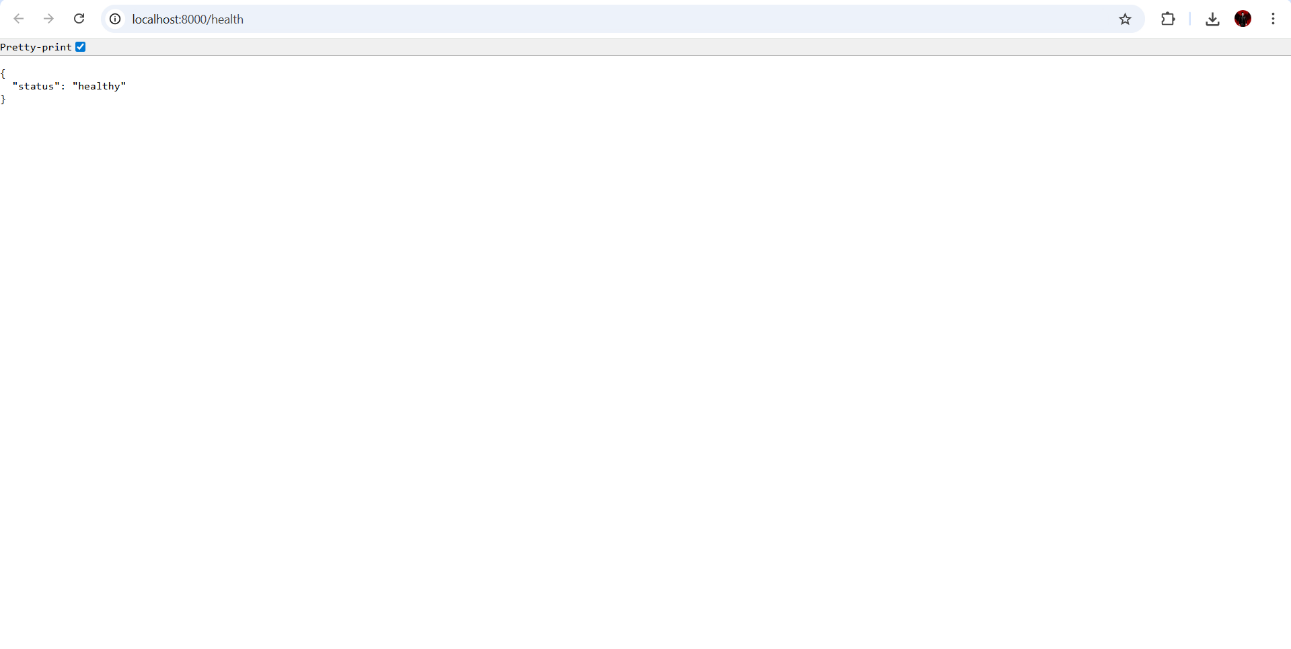 localhost:8000/health
Pretty-print
{
  "status": "healthy"
}